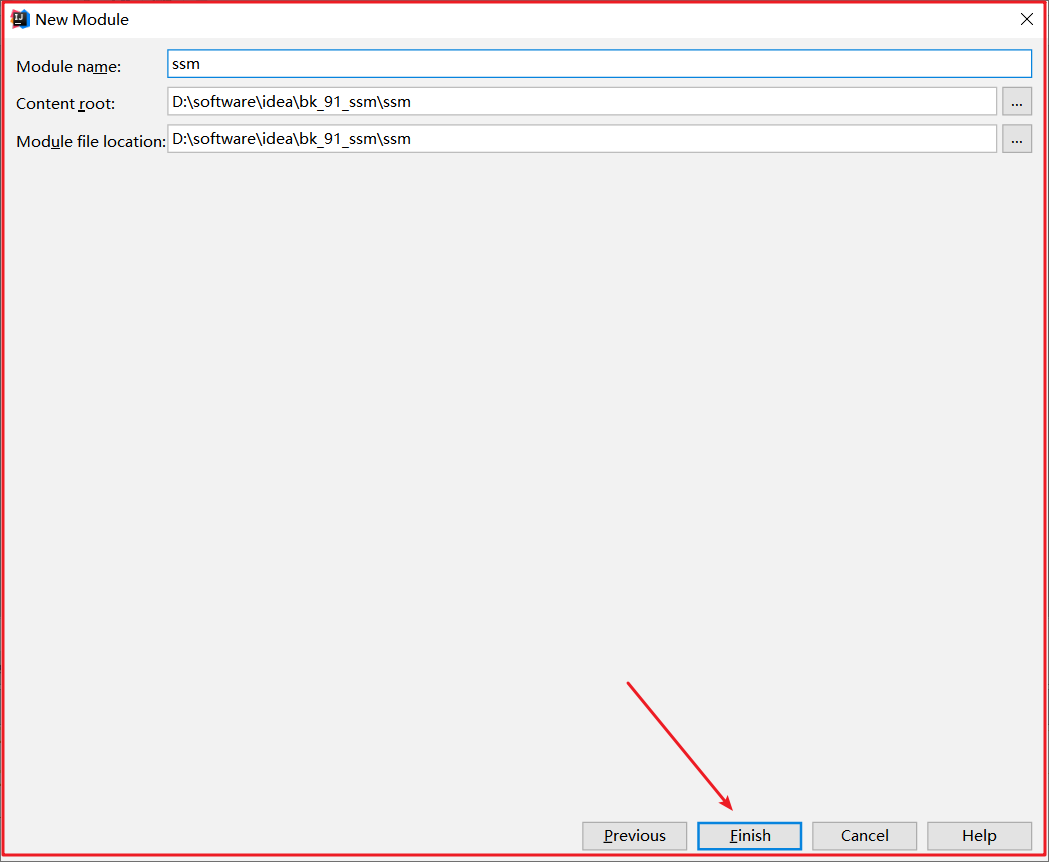 New Module
Module name: ssm
Content root: D:\software\idea\bk_91_ssm\ssm ...
Module file location: D:\software\idea\bk_91_ssm\ssm ...
Previous Finish Cancel Help